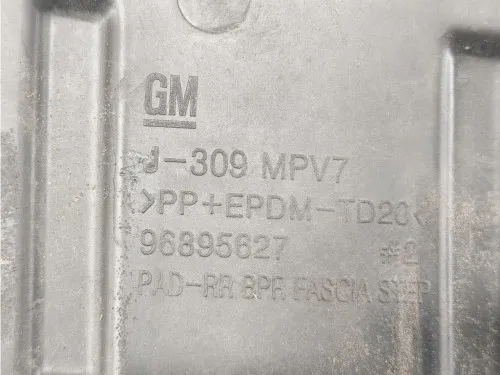 GM
J-309 MPV7
>PP+EPDM-TD20<
96895627 #2
PAD-RR BPR FASCIA STEP